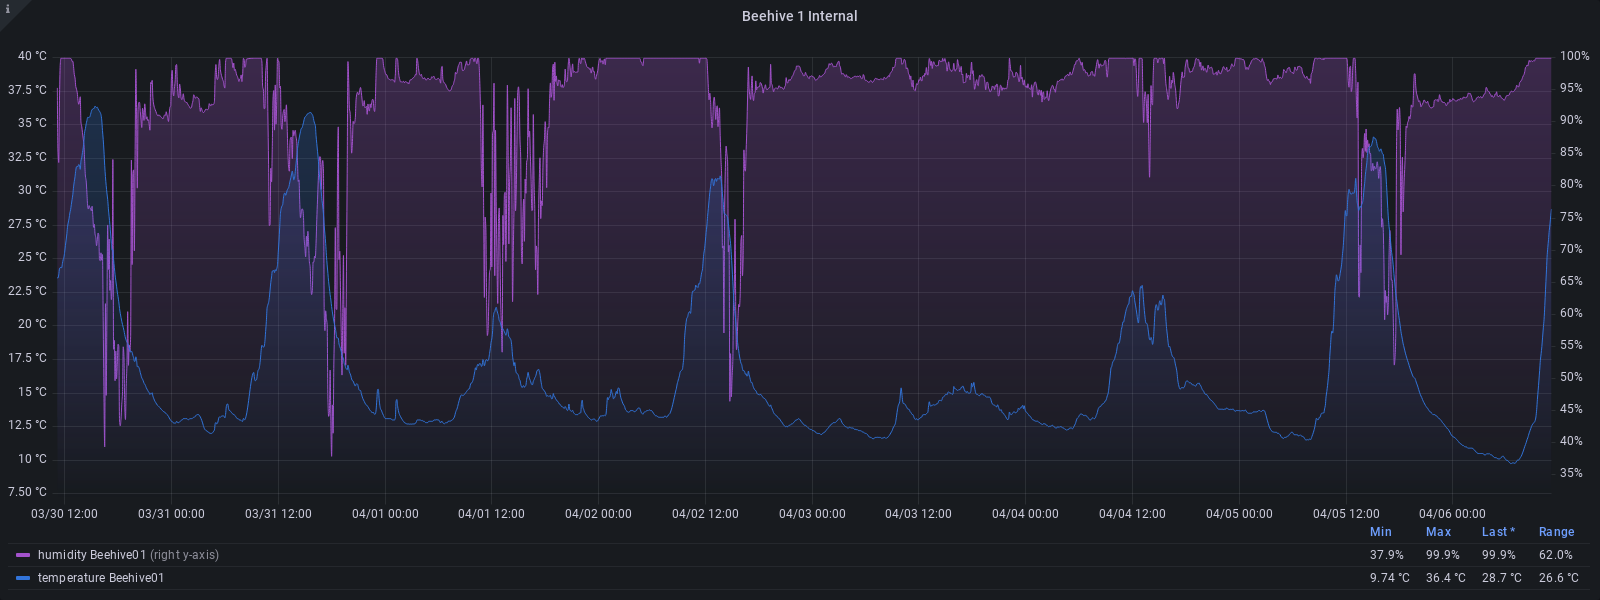 i
Beehive 1 Internal
40 °C
37.5 °C
35 °C
32.5 °C
30 °C
27.5 °C
25 °C
22.5 °C
20 °C
17.5 °C
15 °C
12.5 °C
10 °C
7.50 °C
100%
95%
90%
85%
80%
75%
70%
65%
60%
55%
50%
45%
40%
35%
03/30 12:00 03/31 00:00 03/31 12:00 04/01 00:00 04/01 12:00 04/02 00:00 04/02 12:00 04/03 00:00 04/03 12:00 04/04 00:00 04/04 12:00 04/05 00:00 04/05 12:00 04/06 00:00
Min Max Last * Range
humidity Beehive01 (right y-axis) 37.9% 99.9% 99.9% 62.0%
temperature Beehive01 9.74 °C 36.4 °C 28.7 °C 26.6 °C